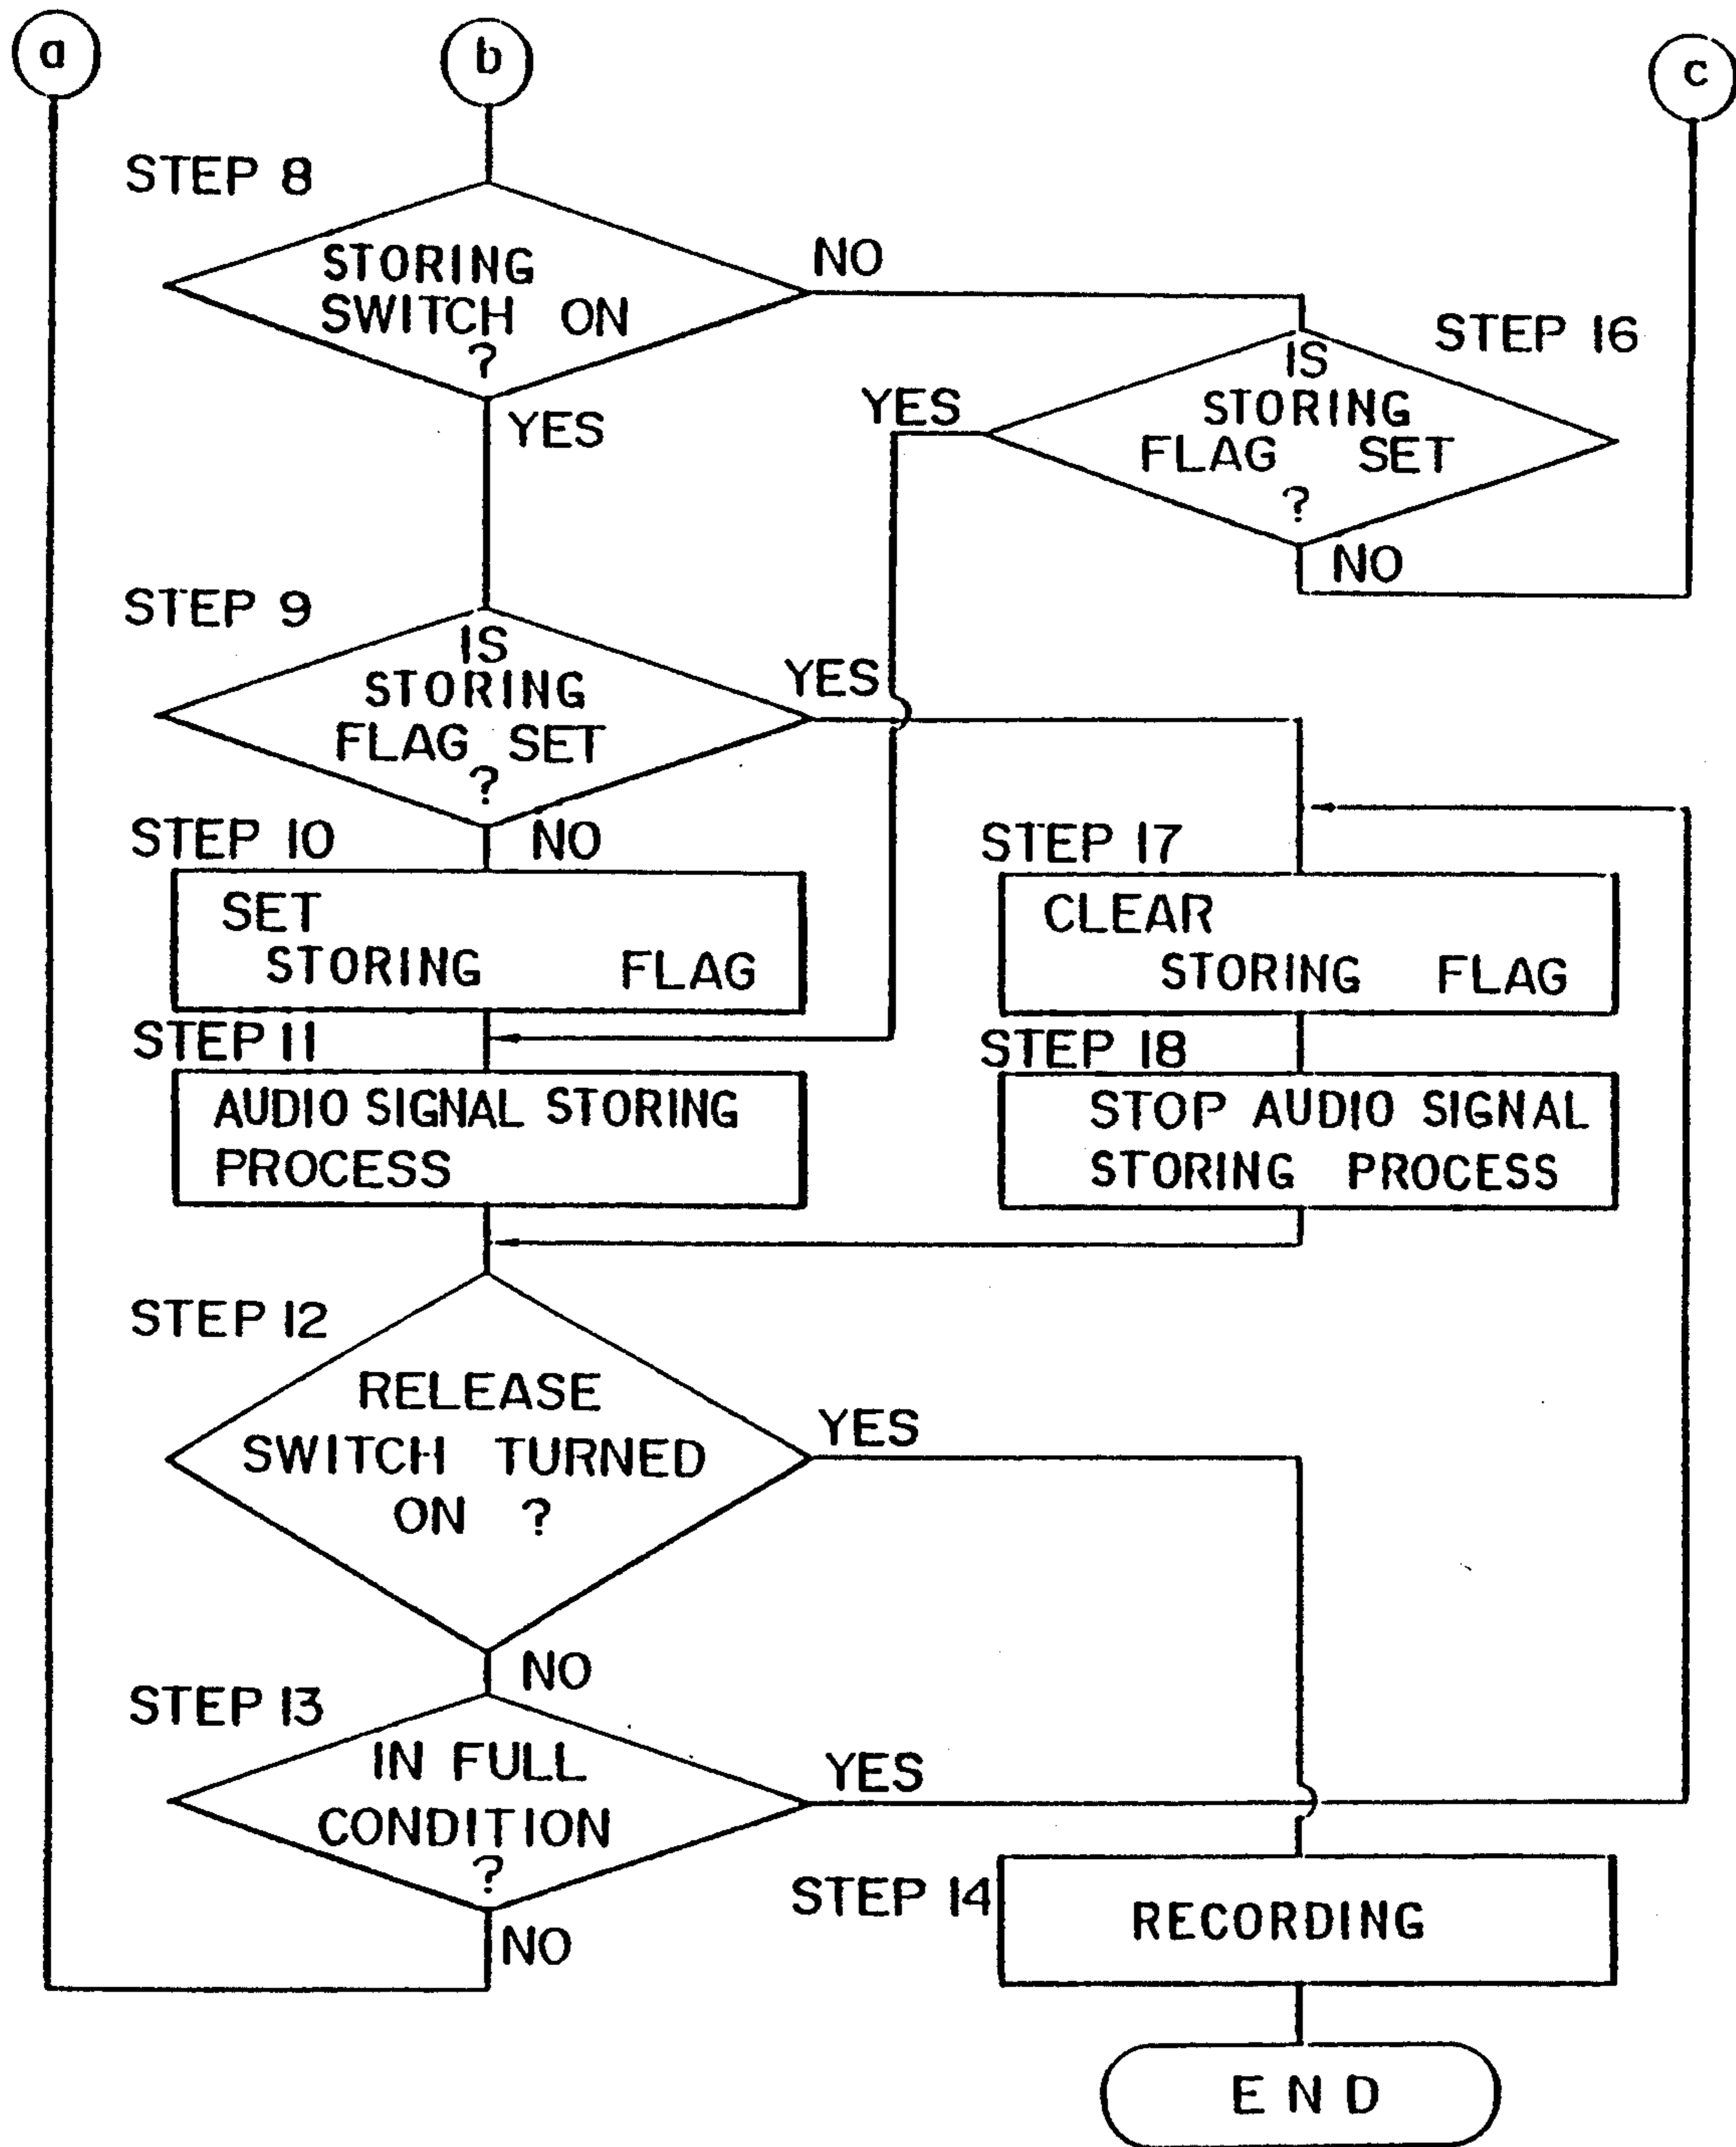 a
b
c
STEP 8
STORING
SWITCH ON
?
NO
YES
STEP 16
IS
STORING
FLAG SET
?
YES
NO
STEP 9
IS
STORING
FLAG SET
?
YES
NO
STEP 10
SET
STORING FLAG
STEP 17
CLEAR
STORING FLAG
STEP 11
AUDIO SIGNAL STORING
PROCESS
STEP 18
STOP AUDIO SIGNAL
STORING PROCESS
STEP 12
RELEASE
SWITCH TURNED
ON ?
YES
NO
STEP 13
IN FULL
CONDITION
?
YES
NO
STEP 14
RECORDING
END